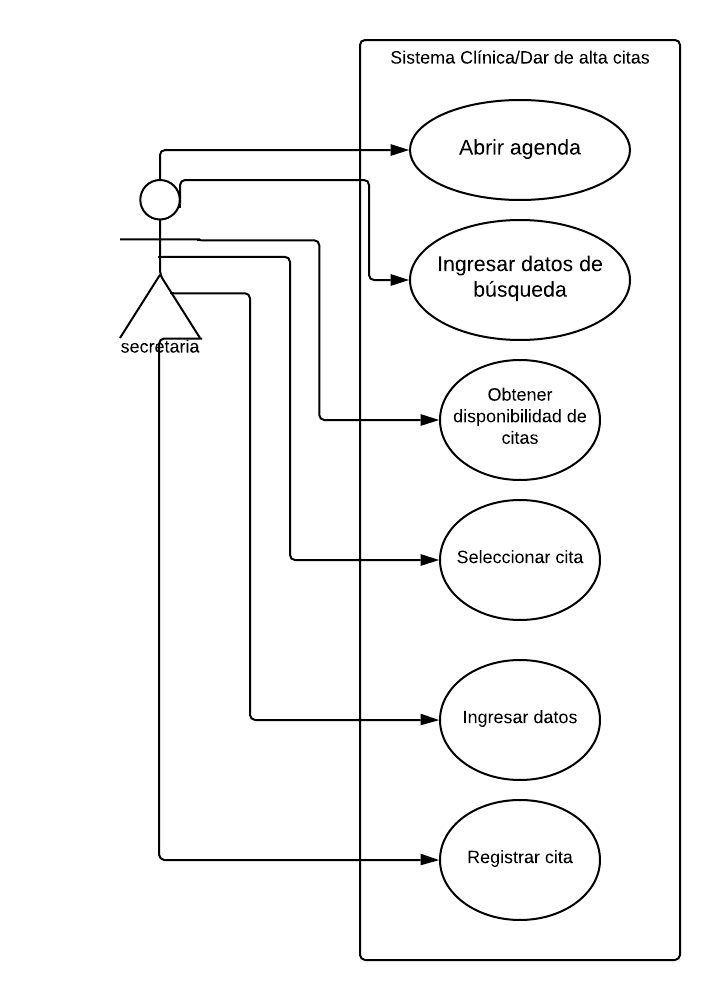 Sistema Clínica/Dar de alta citas
Abrir agenda
Ingresar datos de
búsqueda
secretaria
Obtener
disponibilidad de
citas
Seleccionar cita
Ingresar datos
Registrar cita